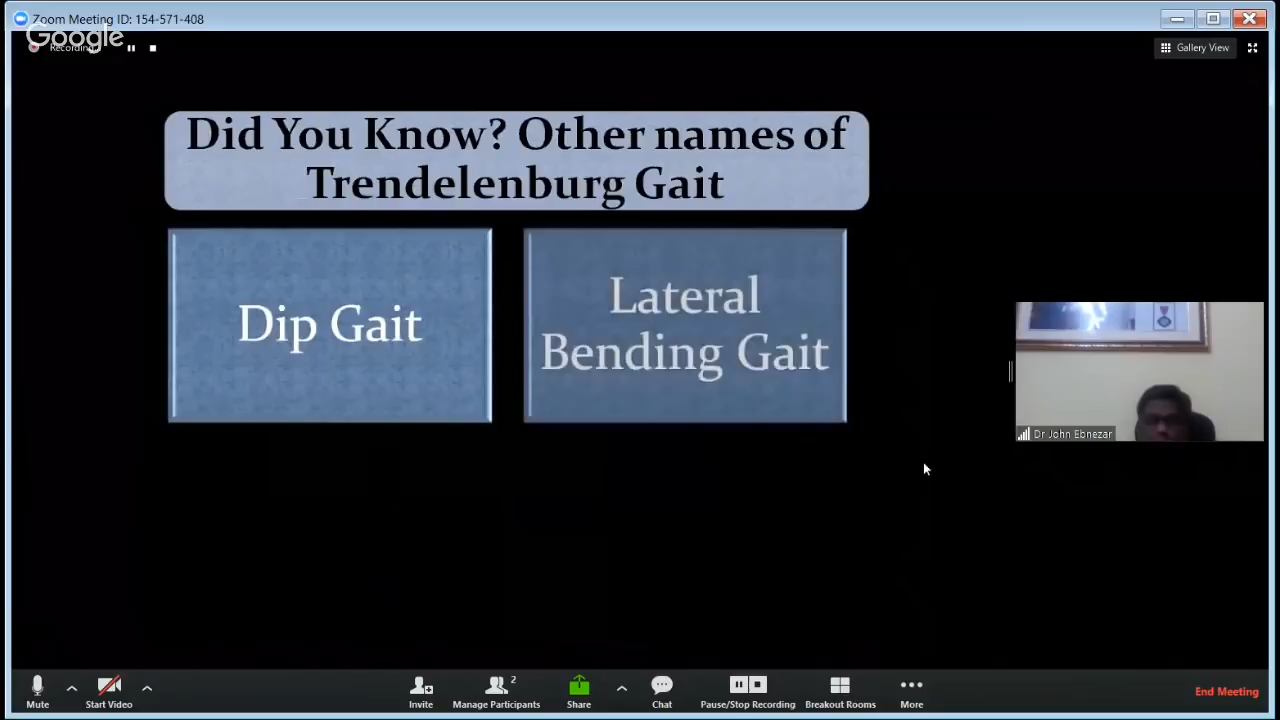 Zoom Meeting ID: 154-571-408
Google
Recording
Gallery View
Did You Know? Other names of
Trendelenburg Gait
Dip Gait
Lateral
Bending Gait
Dr John Ebnezar
Mute
Start Video
Invite
Manage Participants
2
Share
Chat
Pause/Stop Recording
Breakout Rooms
More
End Meeting